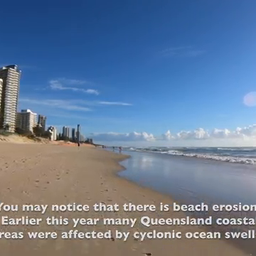 You may notice that there is beach erosion
Earlier this year many Queensland coasta
reas were affected by cyclonic ocean swell